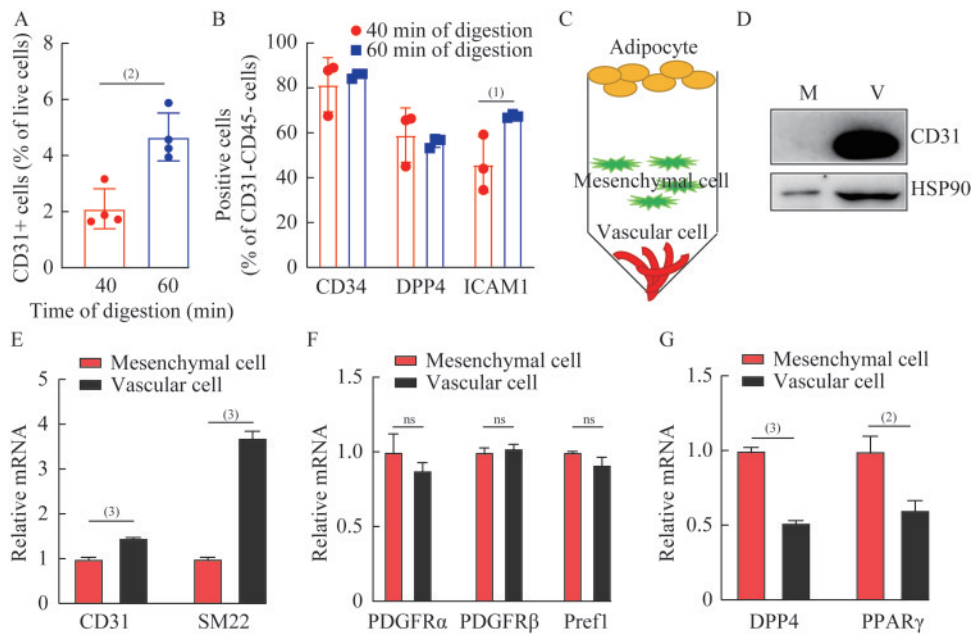 A
CD31+ cells (% of live cells)
8
6
4
2
0
(2)
40
60
Time of digestion (min)
B
40 min of digestion
60 min of digestion
Positive cells
(% of CD31-CD45- cells)
100
80
60
40
20
0
(1)
CD34
DPP4
ICAM1
C
Adipocyte
Mesenchymal cell
Vascular cell
D
M
V
CD31
HSP90
E
Mesenchymal cell
Vascular cell
Relative mRNA
5
4
3
2
1
0
(3)
(3)
CD31
SM22
F
Mesenchymal cell
Vascular cell
Relative mRNA
1.5
1.0
0.5
0
ns
ns
ns
PDGFRα
PDGFRβ
Pref1
G
Mesenchymal cell
Vascular cell
Relative mRNA
1.5
1.0
0.5
0
(3)
(2)
DPP4
PPARγ